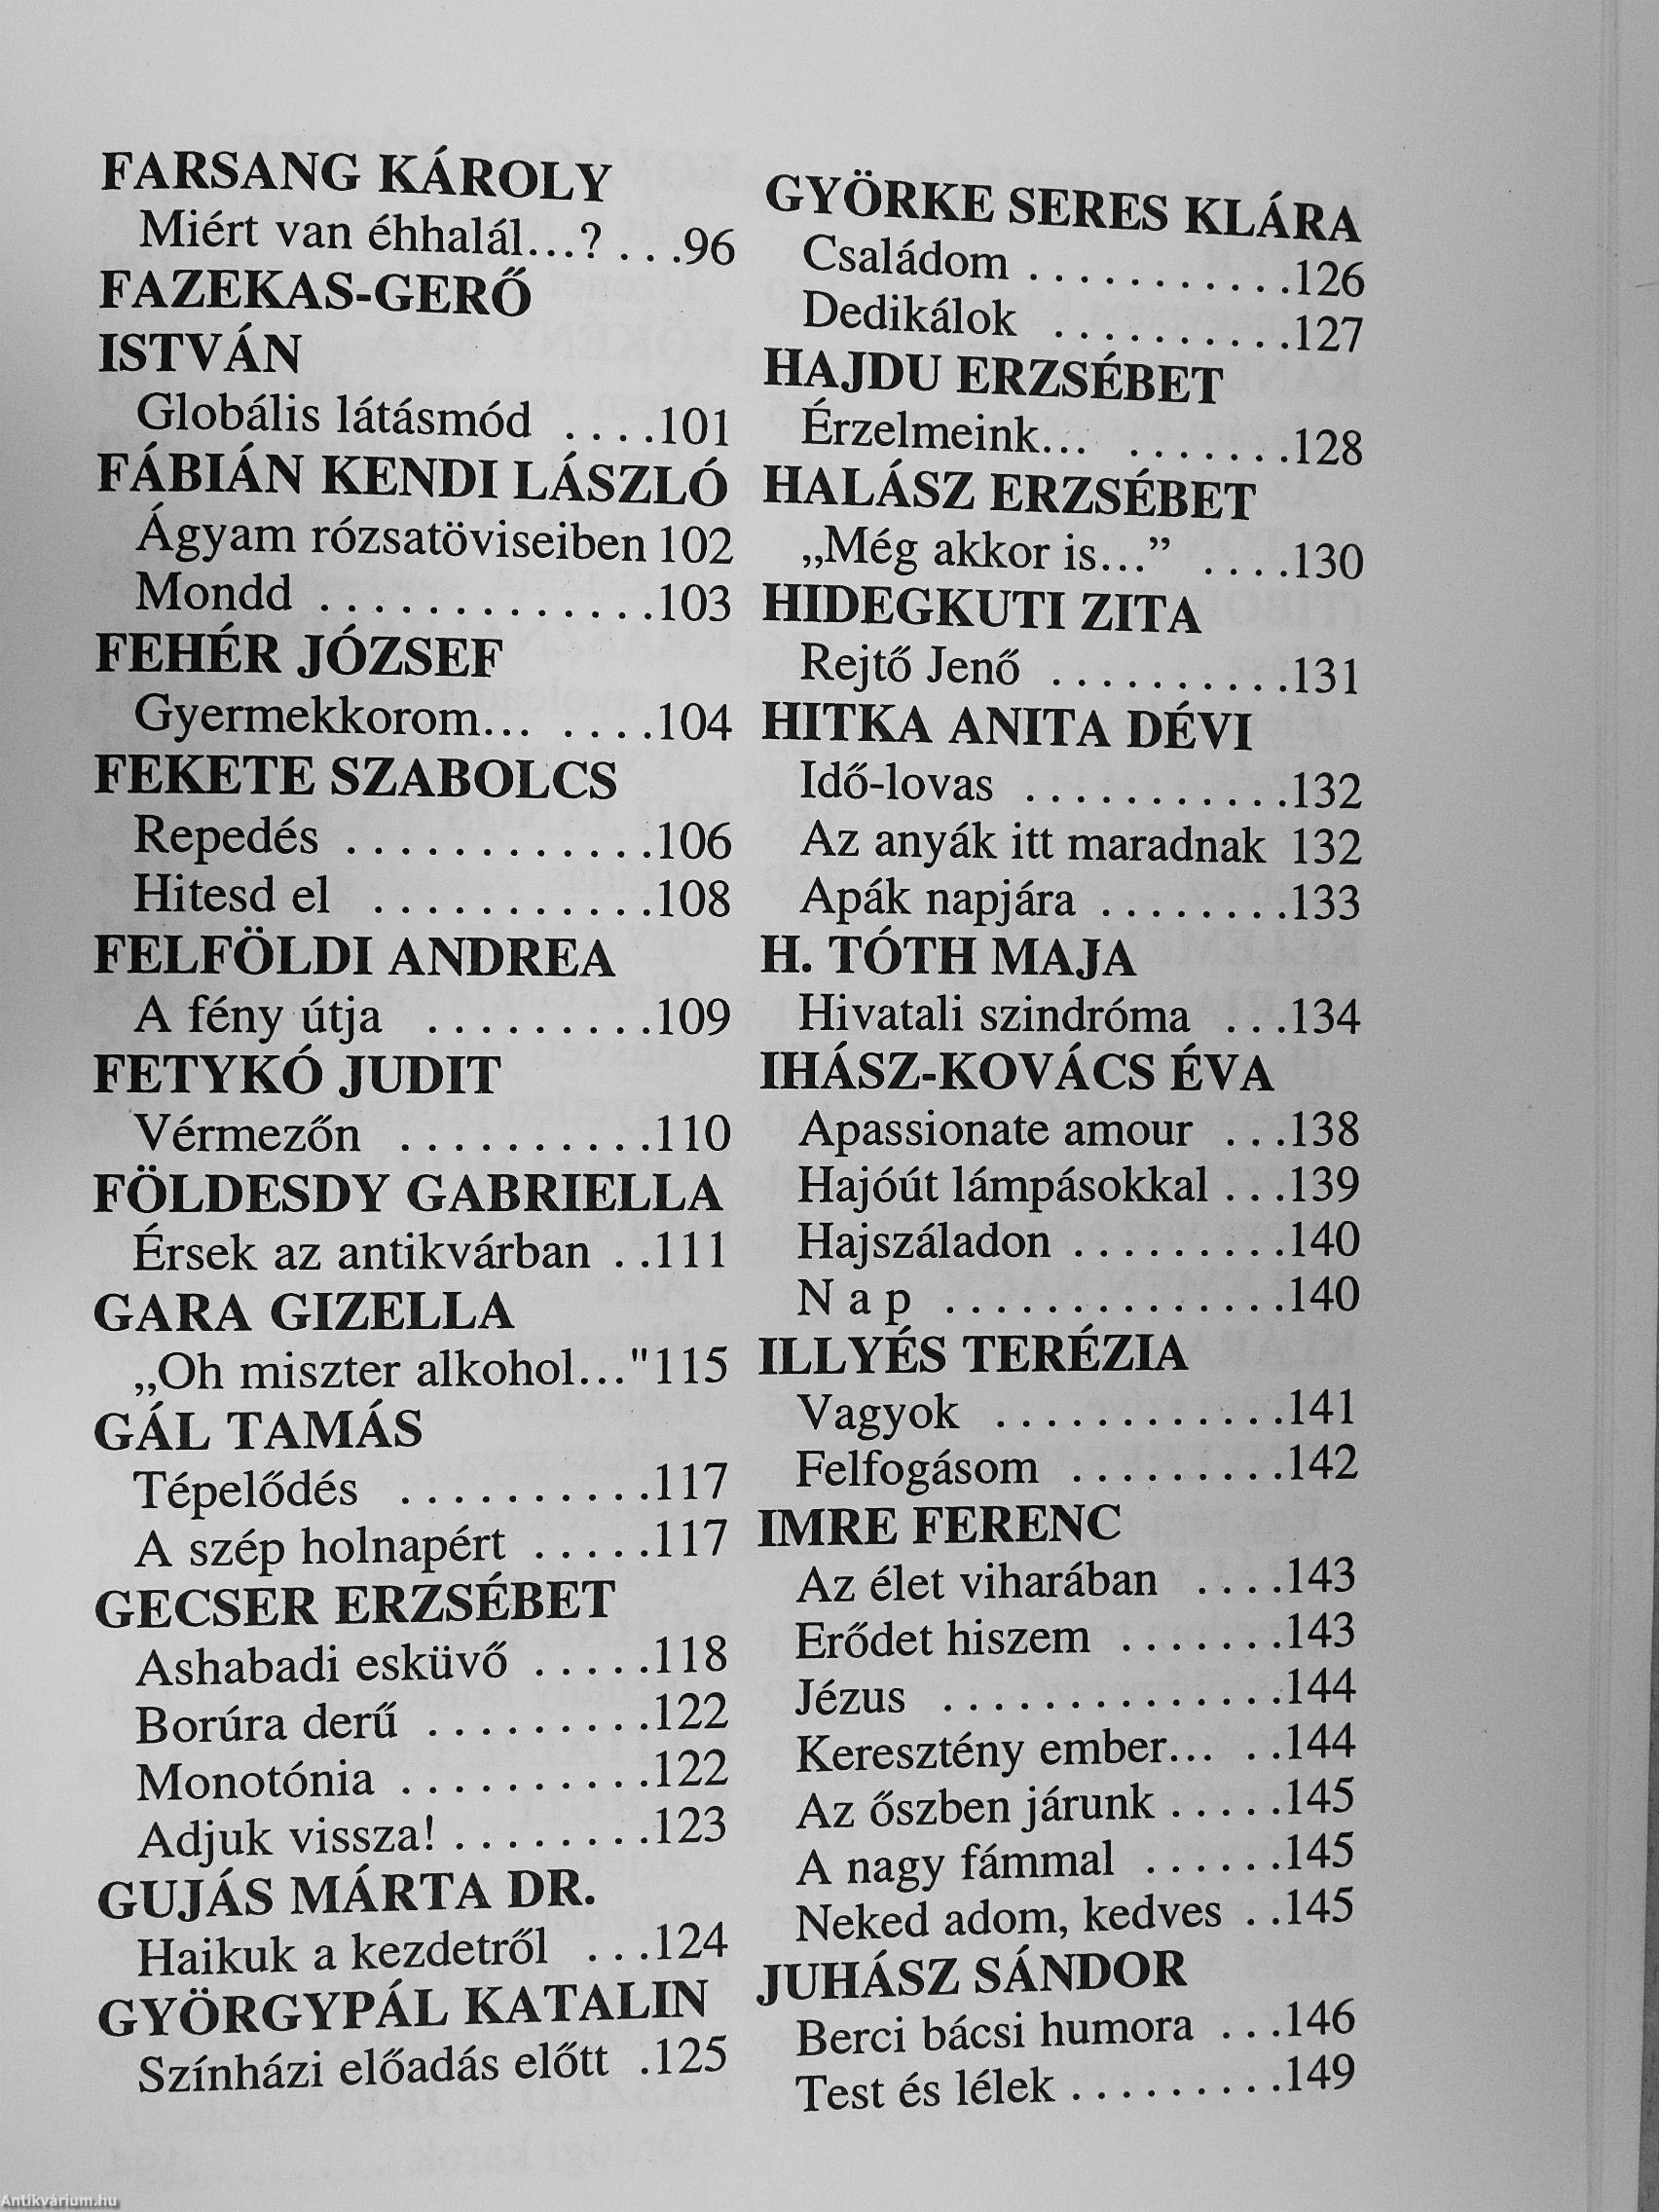 FARSANG KÁROLY
Miért van éhhalál...? . . .96
FAZEKAS-GERŐ
ISTVÁN
Globális látásmód . . . .101
FÁBIÁN KENDI LÁSZLÓ
Ágyam rózsatöviseiben 102
Mondd . . . . . . . . . . . . .103
FEHÉR JÓZSEF
Gyermekkorom... . . . .104
FEKETE SZABOLCS
Repedés . . . . . . . . . . . .106
Hitesd el . . . . . . . . . . .108
FELFÖLDI ANDREA
A fény útja . . . . . . . . .109
FETYKÓ JUDIT
Vérmezőn . . . . . . . . . .110
FÖLDESDY GABRIELLA
Érsek az antikvárban . .111
GARA GIZELLA
„Oh miszter alkohol..."115
GÁL TAMÁS
Tépelődés . . . . . . . . . .117
A szép holnapért . . . . .117
GECSER ERZSÉBET
Ashabadi esküvő . . . . .118
Borúra derű . . . . . . . . .122
Monotónia . . . . . . . . . .122
Adjuk vissza! . . . . . . . .123
GUJÁS MÁRTA DR.
Haikuk a kezdetről . . .124
GYÖRGYPÁL KATALIN
Színházi előadás előtt .125
GYÖRKE SERES KLÁRA
Családom . . . . . . . . . . .126
Dedikálok . . . . . . . . . .127
HAJDU ERZSÉBET
Érzelmeink... . . . . . . .128
HALÁSZ ERZSÉBET
„Még akkor is...” . . . .130
HIDEGKUTI ZITA
Rejtő Jenő . . . . . . . . . .131
HITKA ANITA DÉVI
Idő-lovas . . . . . . . . . . .132
Az anyák itt maradnak 132
Apák napjára . . . . . . . .133
H. TÓTH MAJA
Hivatali szindróma . . .134
IHÁSZ-KOVÁCS ÉVA
Apassionate amour . . .138
Hajóút lámpásokkal . . .139
Hajszáladon . . . . . . . . .140
N a p . . . . . . . . . . . . . .140
ILLYÉS TERÉZIA
Vagyok . . . . . . . . . . . .141
Felfogásom . . . . . . . . .142
IMRE FERENC
Az élet viharában . . . .143
Erődet hiszem . . . . . . .143
Jézus . . . . . . . . . . . . . .144
Keresztény ember... . .144
Az őszben járunk . . . . .145
A nagy fámmal . . . . . .145
Neked adom, kedves . .145
JUHÁSZ SÁNDOR
Berci bácsi humora . . .146
Test és lélek . . . . . . . . .149
Antikvárium.hu